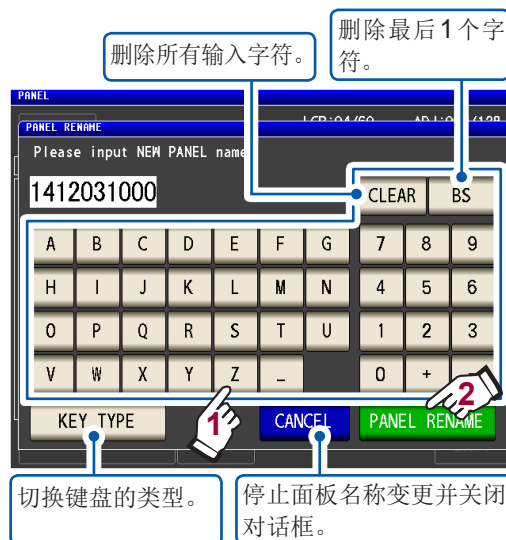 删除最后1个字
符。
删除所有输入字符。
PANEL
PANEL RENAME
Please input NEW PANEL name
1412031000
CLEAR BS
A B C D E F G 7 8 9
H I J K L M N 4 5 6
O P Q R S T U 1 2 3
V W X Y Z _ 0 + 2
1
KEY TYPE CANCEL PANEL RENAME
切换键盘的类型。
停止面板名称变更并关闭
对话框。